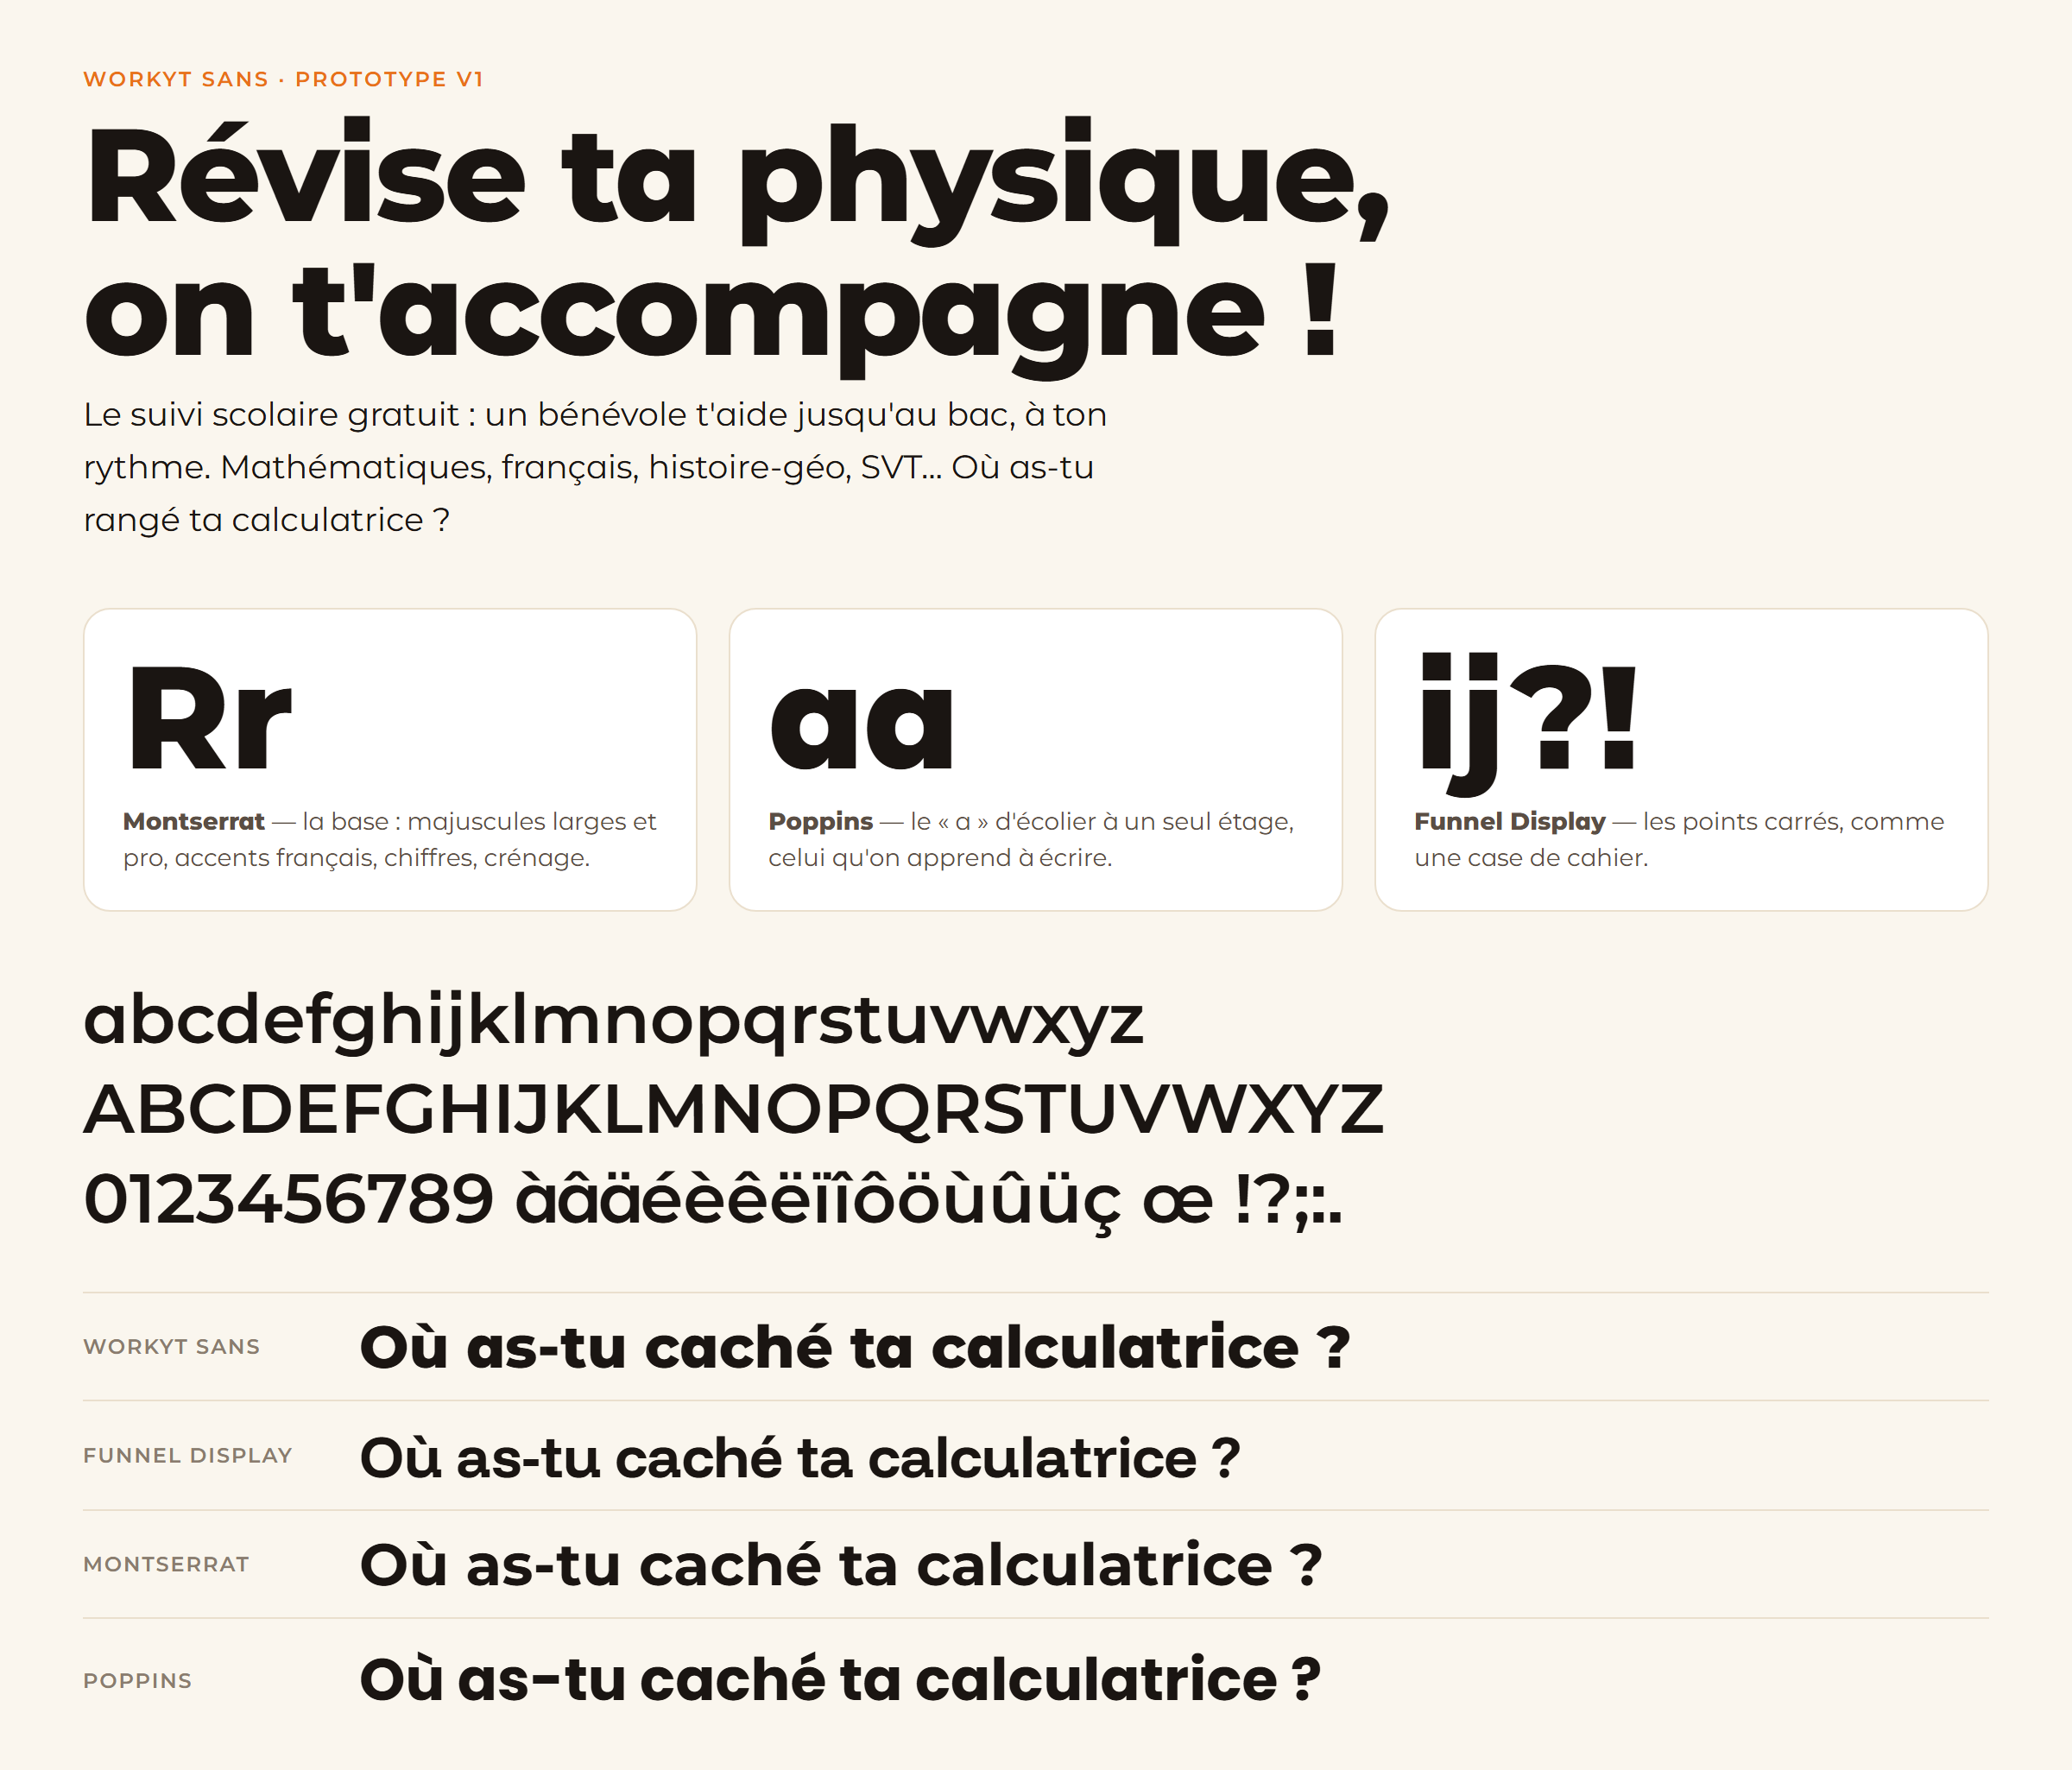 WORKYT SANS · PROTOTYPE V1
Révise ta physique,
on t'accompagne !
Le suivi scolaire gratuit : un bénévole t'aide jusqu'au bac, à ton
rythme. Mathématiques, français, histoire-géo, SVT... Où as-tu
rangé ta calculatrice ?
Rr
Montserrat — la base : majuscules larges et
pro, accents français, chiffres, crénage.
aa
Poppins — le « a » d'écolier à un seul étage,
celui qu'on apprend à écrire.
ij?!
Funnel Display — les points carrés, comme
une case de cahier.
abcdefghijklmnopqrstuvwxyz
ABCDEFGHIJKLMNOPQRSTUVWXYZ
0123456789 àâäéèêëïîôöùûüç œ !?;:.
WORKYT SANS
Où as-tu caché ta calculatrice ?
FUNNEL DISPLAY
Où as-tu caché ta calculatrice ?
MONTSERRAT
Où as-tu caché ta calculatrice ?
POPPINS
Où as-tu caché ta calculatrice ?